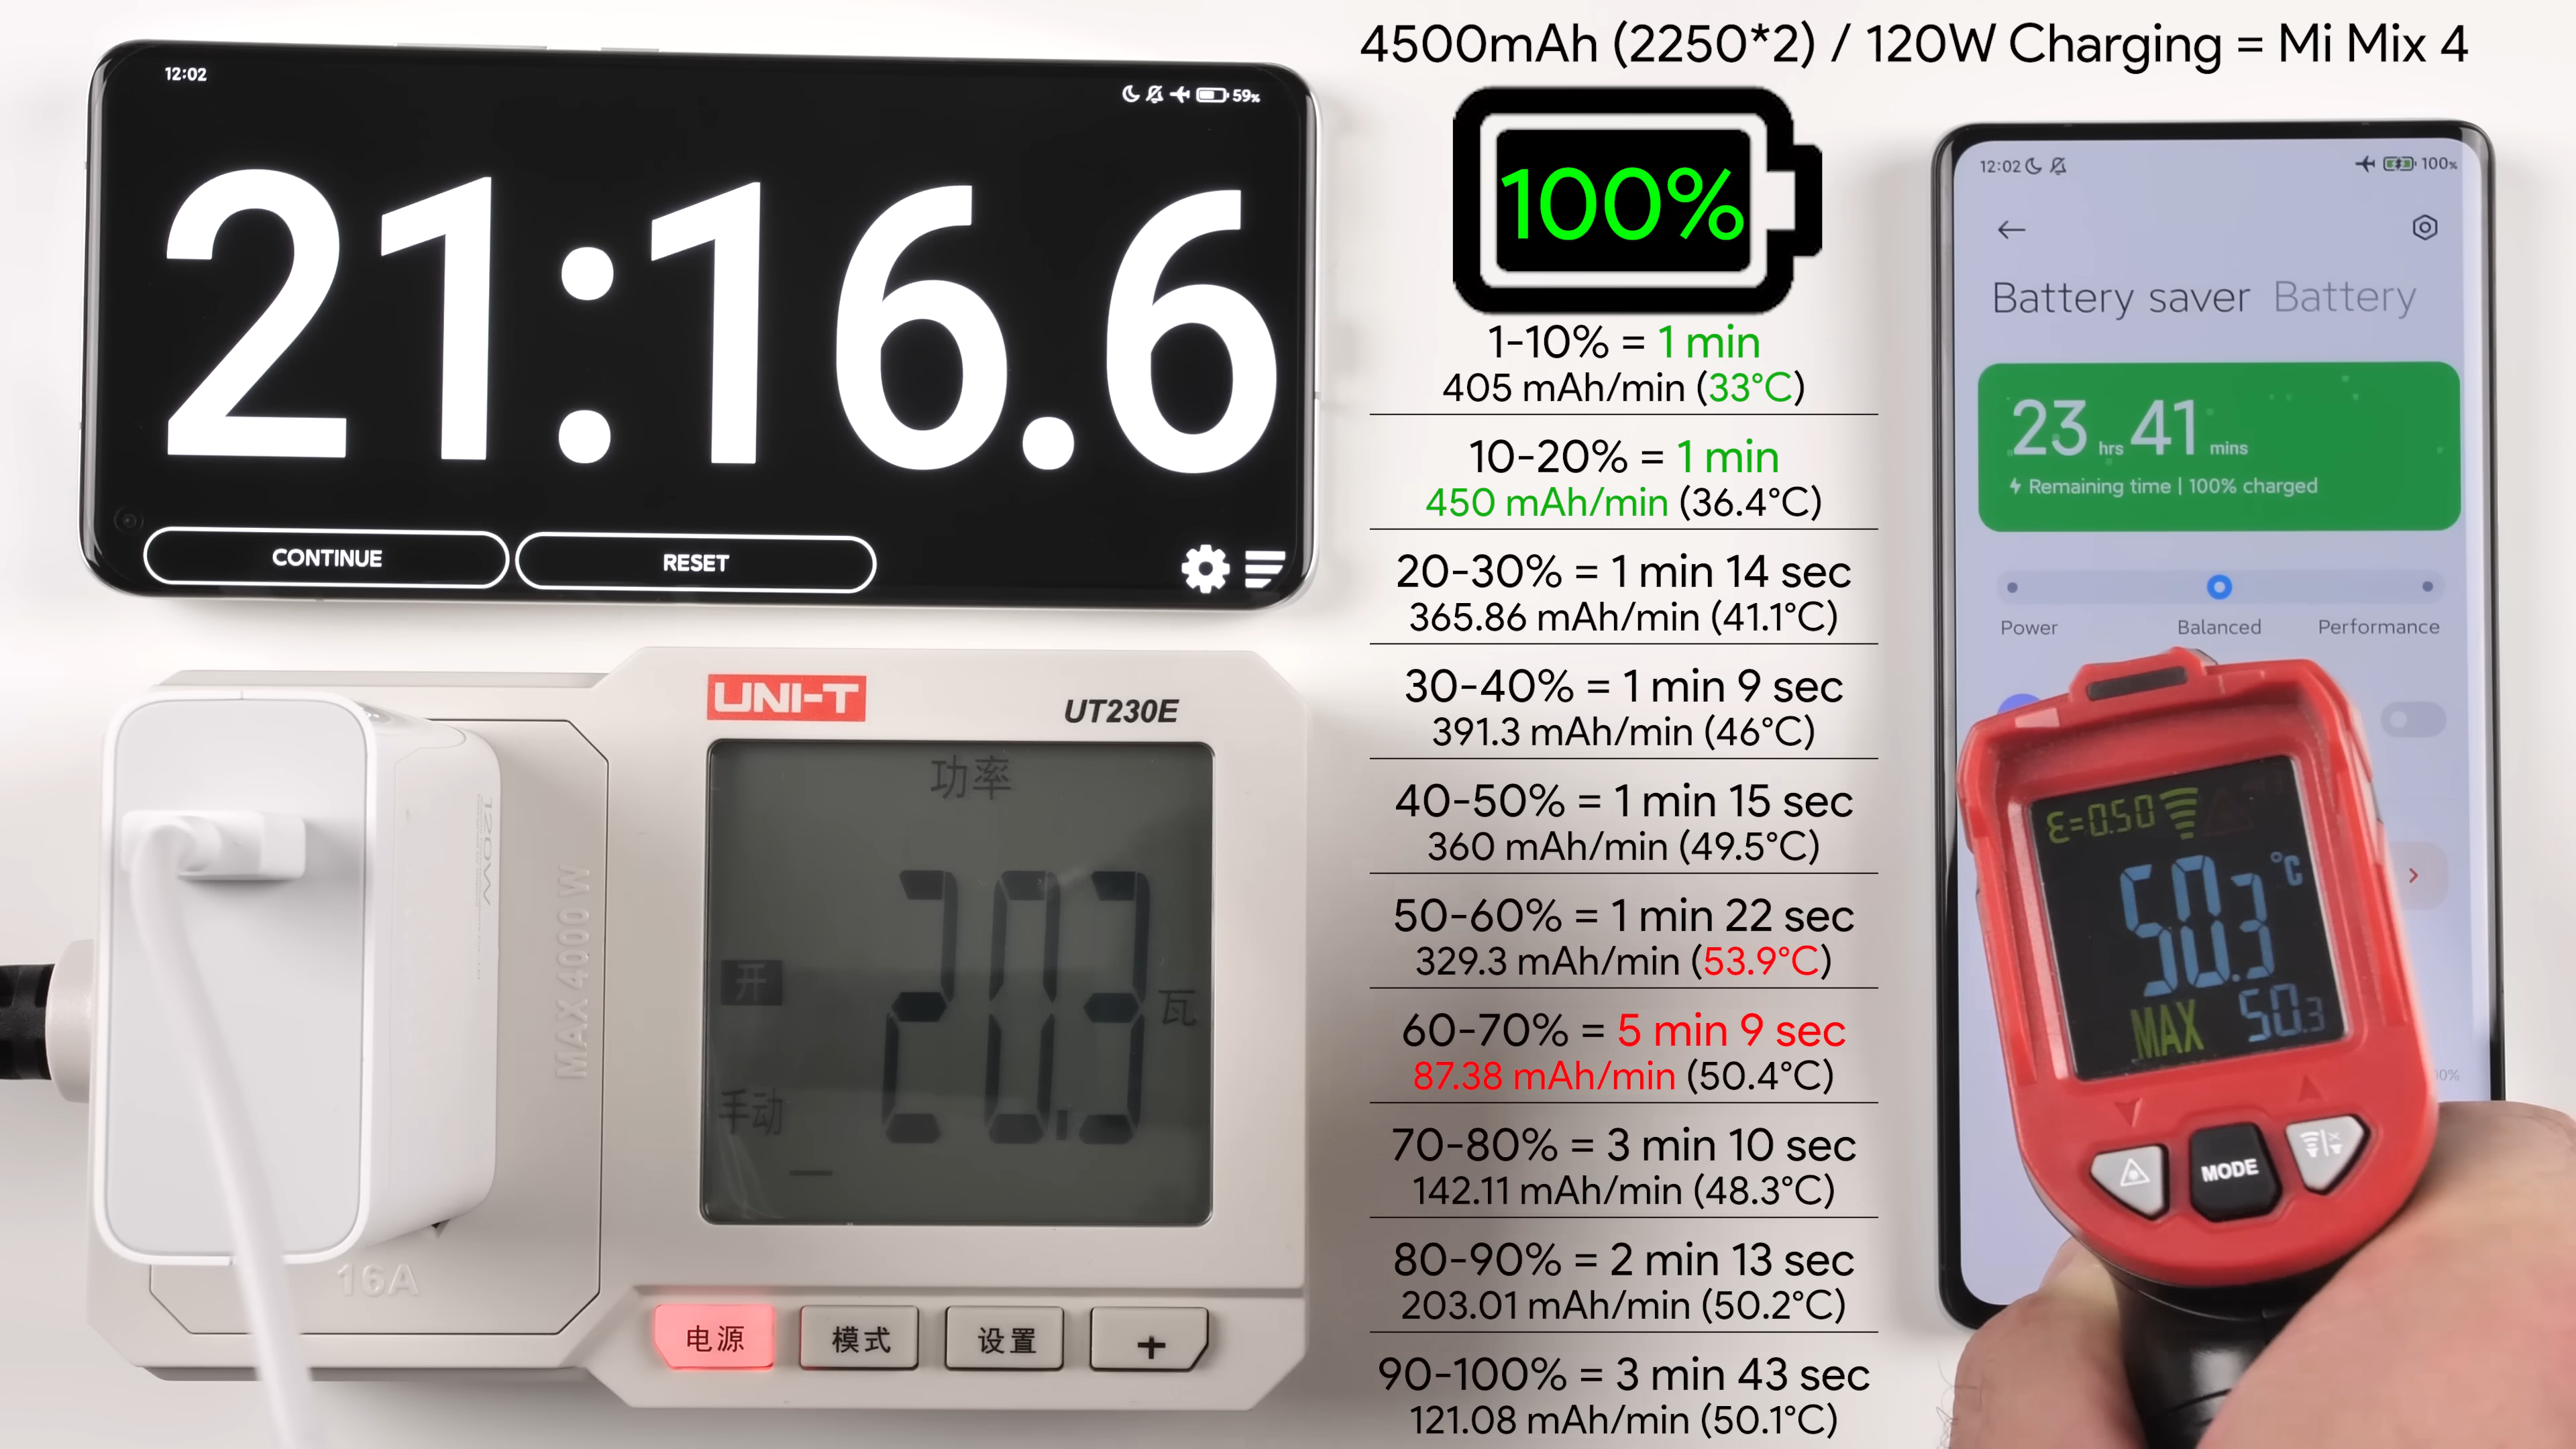 4500mAh (2250*2) / 120W Charging = Mi Mix 4
12:02
59%
21:16.6
CONTINUE
RESET
100%
1-10% = 1 min
405 mAh/min (33°C)
10-20% = 1 min
450 mAh/min (36.4°C)
20-30% = 1 min 14 sec
365.86 mAh/min (41.1°C)
30-40% = 1 min 9 sec
391.3 mAh/min (46°C)
40-50% = 1 min 15 sec
360 mAh/min (49.5°C)
50-60% = 1 min 22 sec
329.3 mAh/min (53.9°C)
60-70% = 5 min 9 sec
87.38 mAh/min (50.4°C)
70-80% = 3 min 10 sec
142.11 mAh/min (48.3°C)
80-90% = 2 min 13 sec
203.01 mAh/min (50.2°C)
90-100% = 3 min 43 sec
121.08 mAh/min (50.1°C)
12:02
100%
Battery saver Battery
23 hrs 41 mins
Remaining time | 100% charged
Power Balanced Performance
ε=0.50
50.3 °C
MAX 50.3
MODE
UNI-T
UT230E
功率
开
20.3 瓦
手动
120W
MAX 4000 W
16A
电源
模式
设置
+